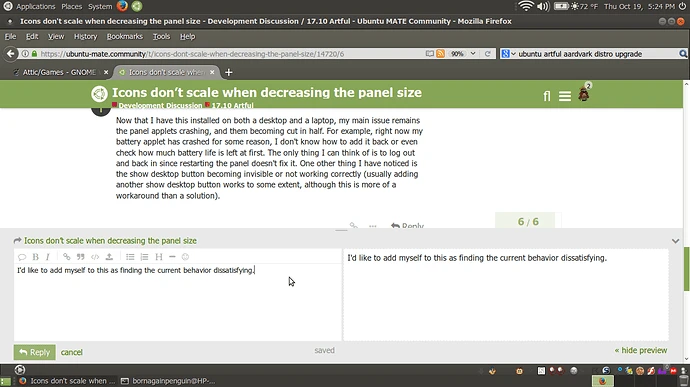 Icons don't scale when decreasing the panel size - Development Discussion / 17.10 Artful - Ubuntu MATE Community - Mozilla Firefox
Applications Places System
72 °F Thu Oct 19, 5:24 PM
File Edit View History Bookmarks Tools Help
https://ubuntu-mate.community/t/icons-dont-scale-when-decreasing-the-panel-size/14720/6
90%
ubuntu artful aardvark distro upgrade
Attic/Games - GNOME
Icons don't scale when
Icons don't scale when decreasing the panel size
Development Discussion 17.10 Artful
2
Now that I have this installed on both a desktop and a laptop, my main issue remains
the panel applets crashing, and them becoming cut in half. For example, right now my
battery applet has crashed for some reason, I don't know how to add it back or even
check how much battery life is left at first. The only thing I can think of is to log out
and back in since restarting the panel doesn't fix it. One other thing I have noticed is
the show desktop button becoming invisible or not working correctly (usually adding
another show desktop button works to some extent, although this is more of a
workaround than a solution).
Reply
6 / 6
Icons don't scale when decreasing the panel size
B I H
I'd like to add myself to this as finding the current behavior dissatisfying.
I'd like to add myself to this as finding the current behavior dissatisfying.
Reply cancel
saved
« hide preview
Icons don't scale when ...
bornagainpenguin@HP-...